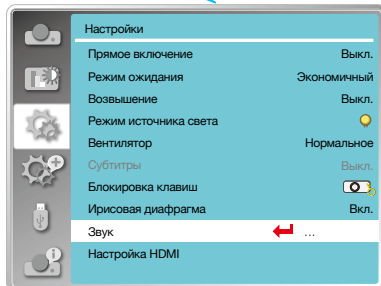 Настройки
Прямое включение Выкл.
Режим ожидания Экономичный
Возвышение Выкл.
Режим источника света
Вентилятор Нормальное
Субтитры Выкл.
Блокировка клавиш
Ирисовая диафрагма Вкл.
Звук ...
Настройка HDMI